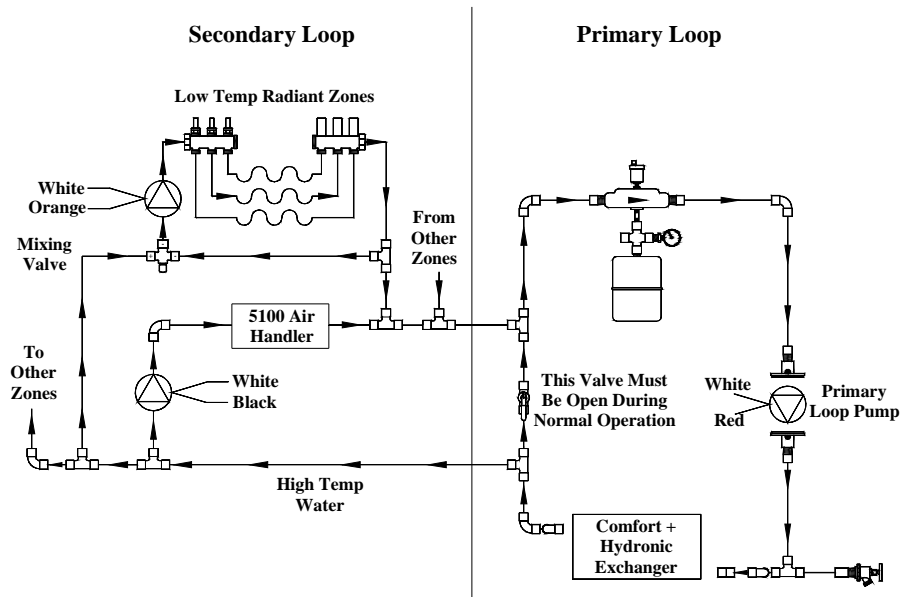 Secondary Loop
Primary Loop
Low Temp Radiant Zones
White
Orange
Mixing
Valve
From
Other
Zones
5100 Air
Handler
To
Other
Zones
White
Black
This Valve Must
Be Open During
Normal Operation
White
Red
Primary
Loop Pump
High Temp
Water
Comfort +
Hydronic
Exchanger